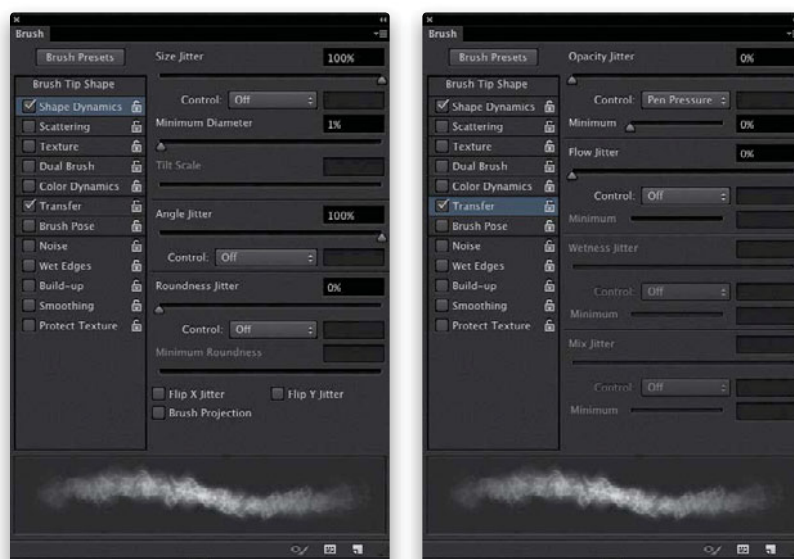 Brush
Brush Presets
Size Jitter
100%
Brush Tip Shape
Shape Dynamics
Control: Off
Scattering
Minimum Diameter
1%
Texture
Dual Brush
Tilt Scale
Color Dynamics
Transfer
Angle Jitter
100%
Brush Pose
Noise
Control: Off
Wet Edges
Build-up
Roundness Jitter
0%
Smoothing
Protect Texture
Control: Off
Minimum Roundness
Flip X Jitter
Flip Y Jitter
Brush Projection
Brush
Brush Presets
Opacity Jitter
0%
Brush Tip Shape
Shape Dynamics
Control: Pen Pressure
Scattering
Minimum
0%
Texture
Flow Jitter
0%
Dual Brush
Color Dynamics
Control: Off
Transfer
Minimum
Brush Pose
Noise
Wetness Jitter
Wet Edges
Build-up
Control: Off
Smoothing
Minimum
Protect Texture
Mix Jitter
Control: Off
Minimum